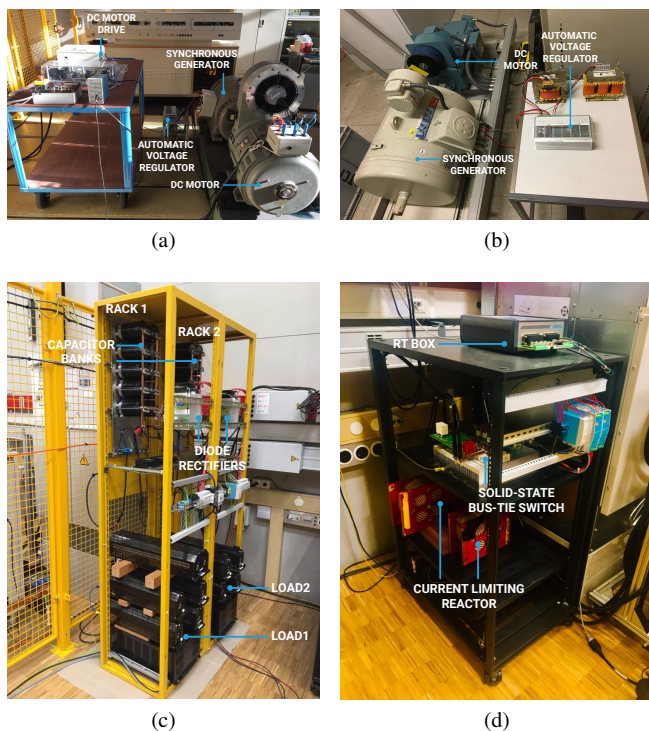 DC MOTOR
DRIVE
SYNCHRONOUS
GENERATOR
AUTOMATIC
VOLTAGE
REGULATOR
DC MOTOR
(a)
AUTOMATIC
VOLTAGE
REGULATOR
DC
MOTOR
SYNCHRONOUS
GENERATOR
(b)
RACK 1
RACK 2
CAPACITOR
BANKS
DIODE
RECTIFIERS
LOAD2
LOAD1
(c)
RT BOX
SOLID-STATE
BUS-TIE SWITCH
CURRENT LIMITING
REACTOR
(d)